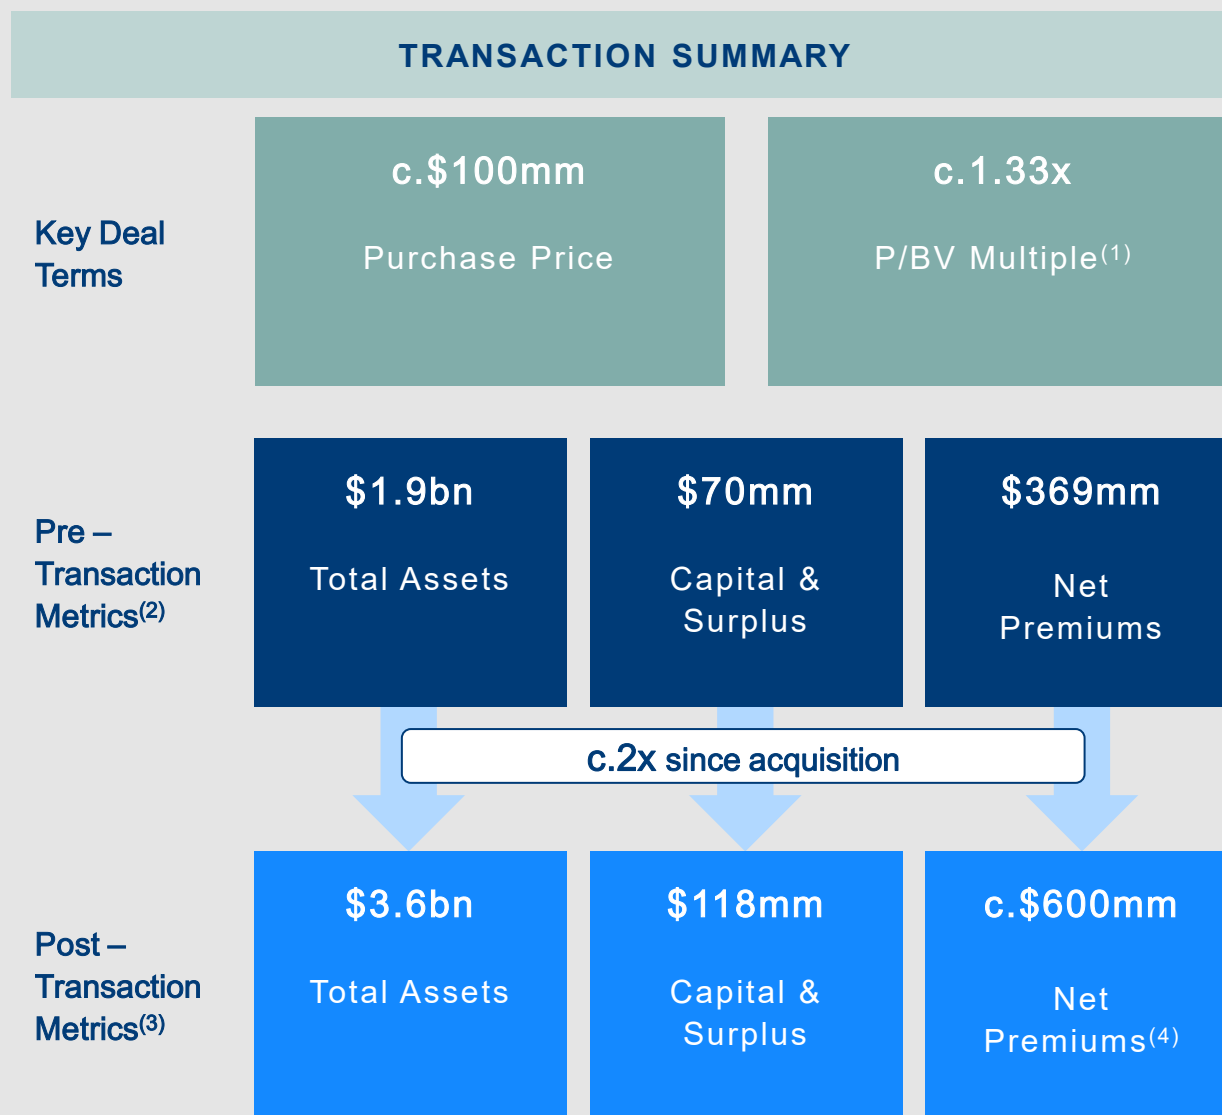 TRANSACTION SUMMARY
Key Deal
Terms
c.$100mm
Purchase Price
c.1.33x
P/BV Multiple(1)
Pre –
Transaction
Metrics(2)
$1.9bn
Total Assets
$70mm
Capital &
Surplus
$369mm
Net
Premiums
c.2x since acquisition
Post –
Transaction
Metrics(3)
$3.6bn
Total Assets
$118mm
Capital &
Surplus
c.$600mm
Net
Premiums(4)